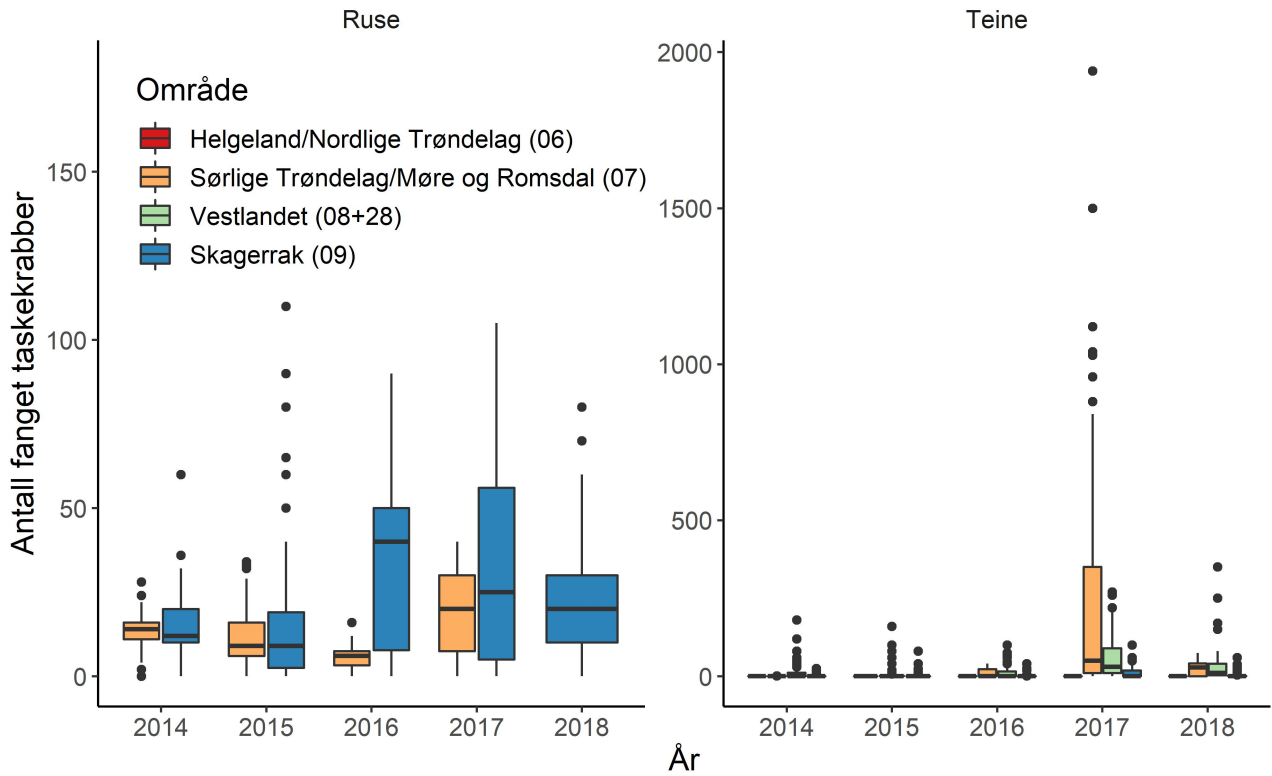 Ruse
Teine
Område
Helgeland/Nordlige Trøndelag (06)
Sørlige Trøndelag/Møre og Romsdal (07)
Vestlandet (08+28)
Skagerrak (09)
Antall fanget taskekrabber
150
100
50
0
2014 2015 2016 2017 2018
2000
1500
1000
500
0
2014 2015 2016 2017 2018
År